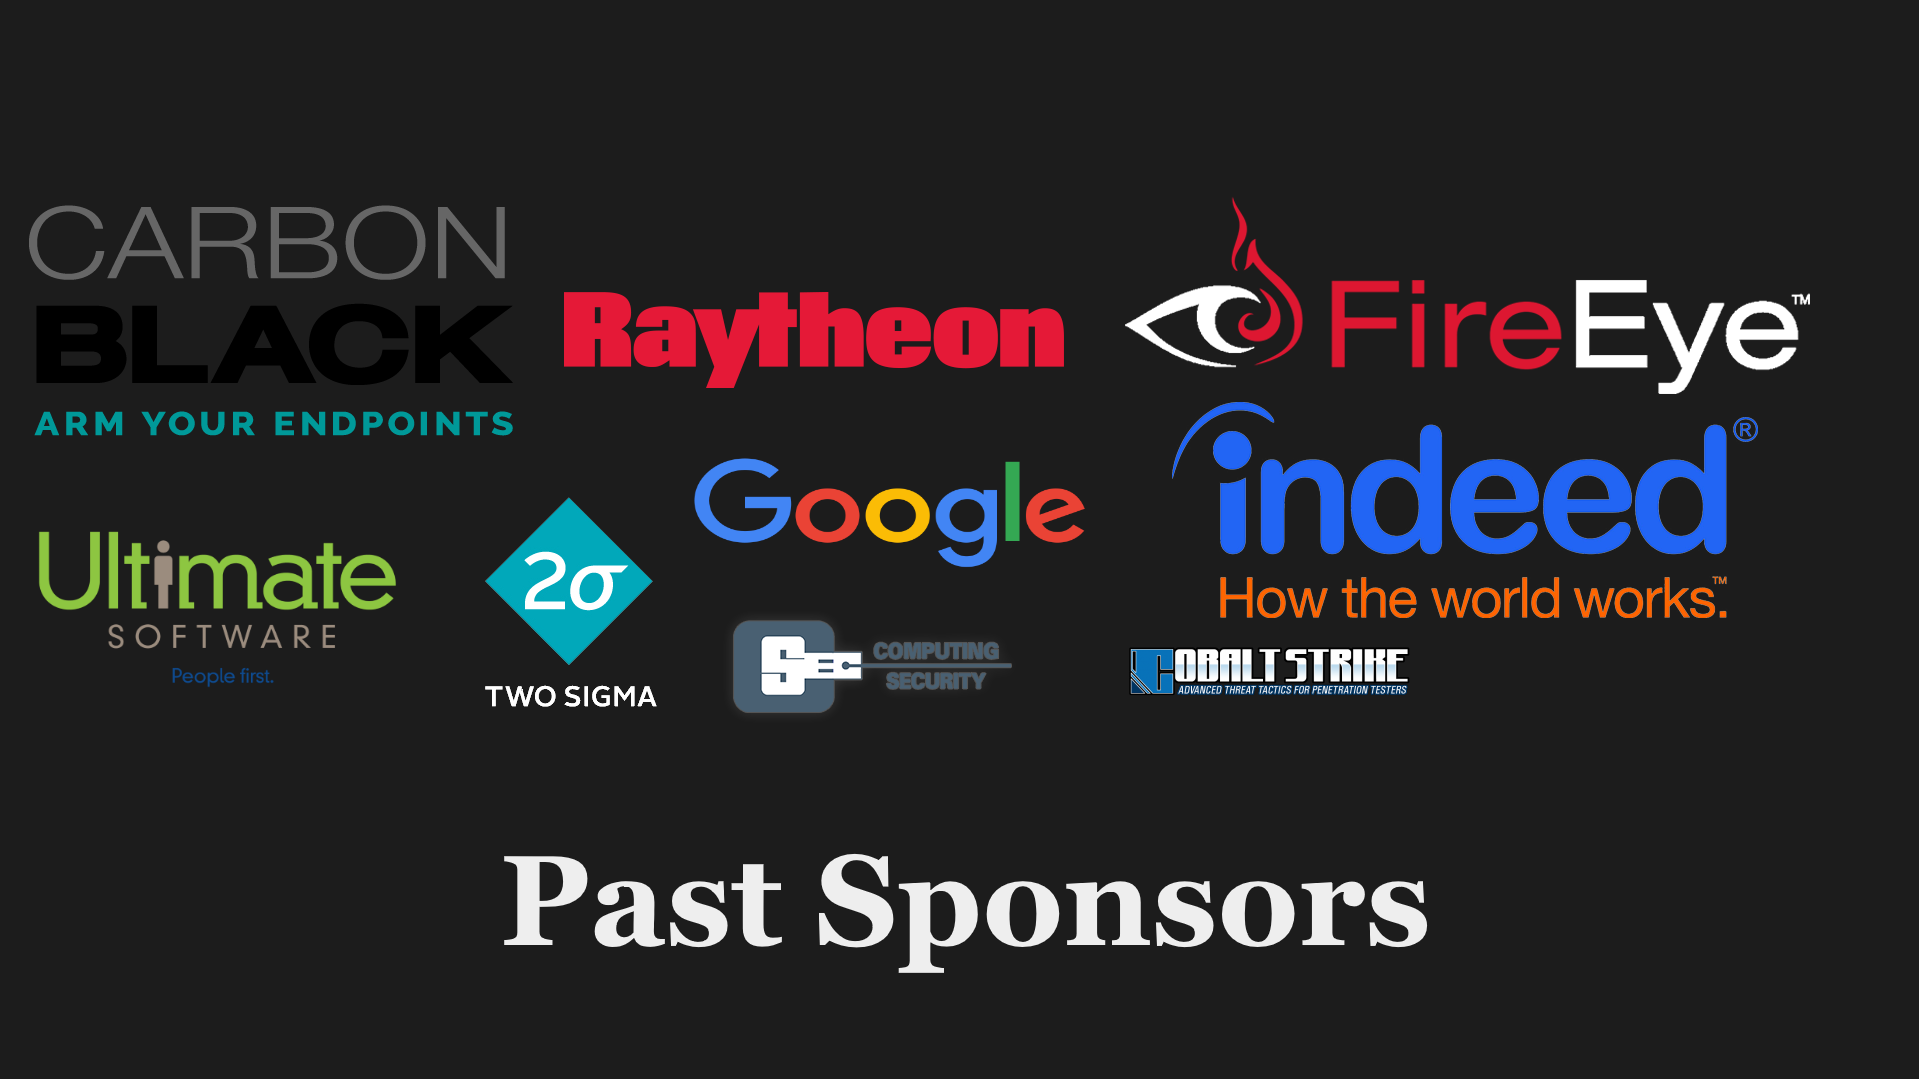 CARBON
BLACK
ARM YOUR ENDPOINTS
Raytheon
FireEye™
Google
indeed®
How the world works.™
Ultimate
SOFTWARE
People first.
2σ
TWO SIGMA
COMPUTING
SECURITY
COBALT STRIKE
ADVANCED THREAT TACTICS FOR PENETRATION TESTERS
Past Sponsors